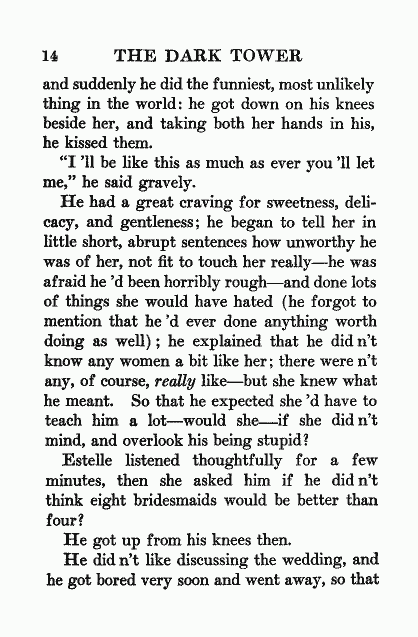 14 THE DARK TOWER
and suddenly he did the funniest, most unlikely
thing in the world: he got down on his knees
beside her, and taking both her hands in his,
he kissed them.
"I 'll be like this as much as ever you 'll let
me," he said gravely.
He had a great craving for sweetness, deli-
cacy, and gentleness; he began to tell her in
little short, abrupt sentences how unworthy he
was of her, not fit to touch her really—he was
afraid he 'd been horribly rough—and done lots
of things she would have hated (he forgot to
mention that he 'd ever done anything worth
doing as well); he explained that he did n't
know any women a bit like her; there were n't
any, of course, really like—but she knew what
he meant. So that he expected she 'd have to
teach him a lot—would she—if she did n't
mind, and overlook his being stupid?
Estelle listened thoughtfully for a few
minutes, then she asked him if he did n't
think eight bridesmaids would be better than
four?
He got up from his knees then.
He did n't like discussing the wedding, and
he got bored very soon and went away, so that